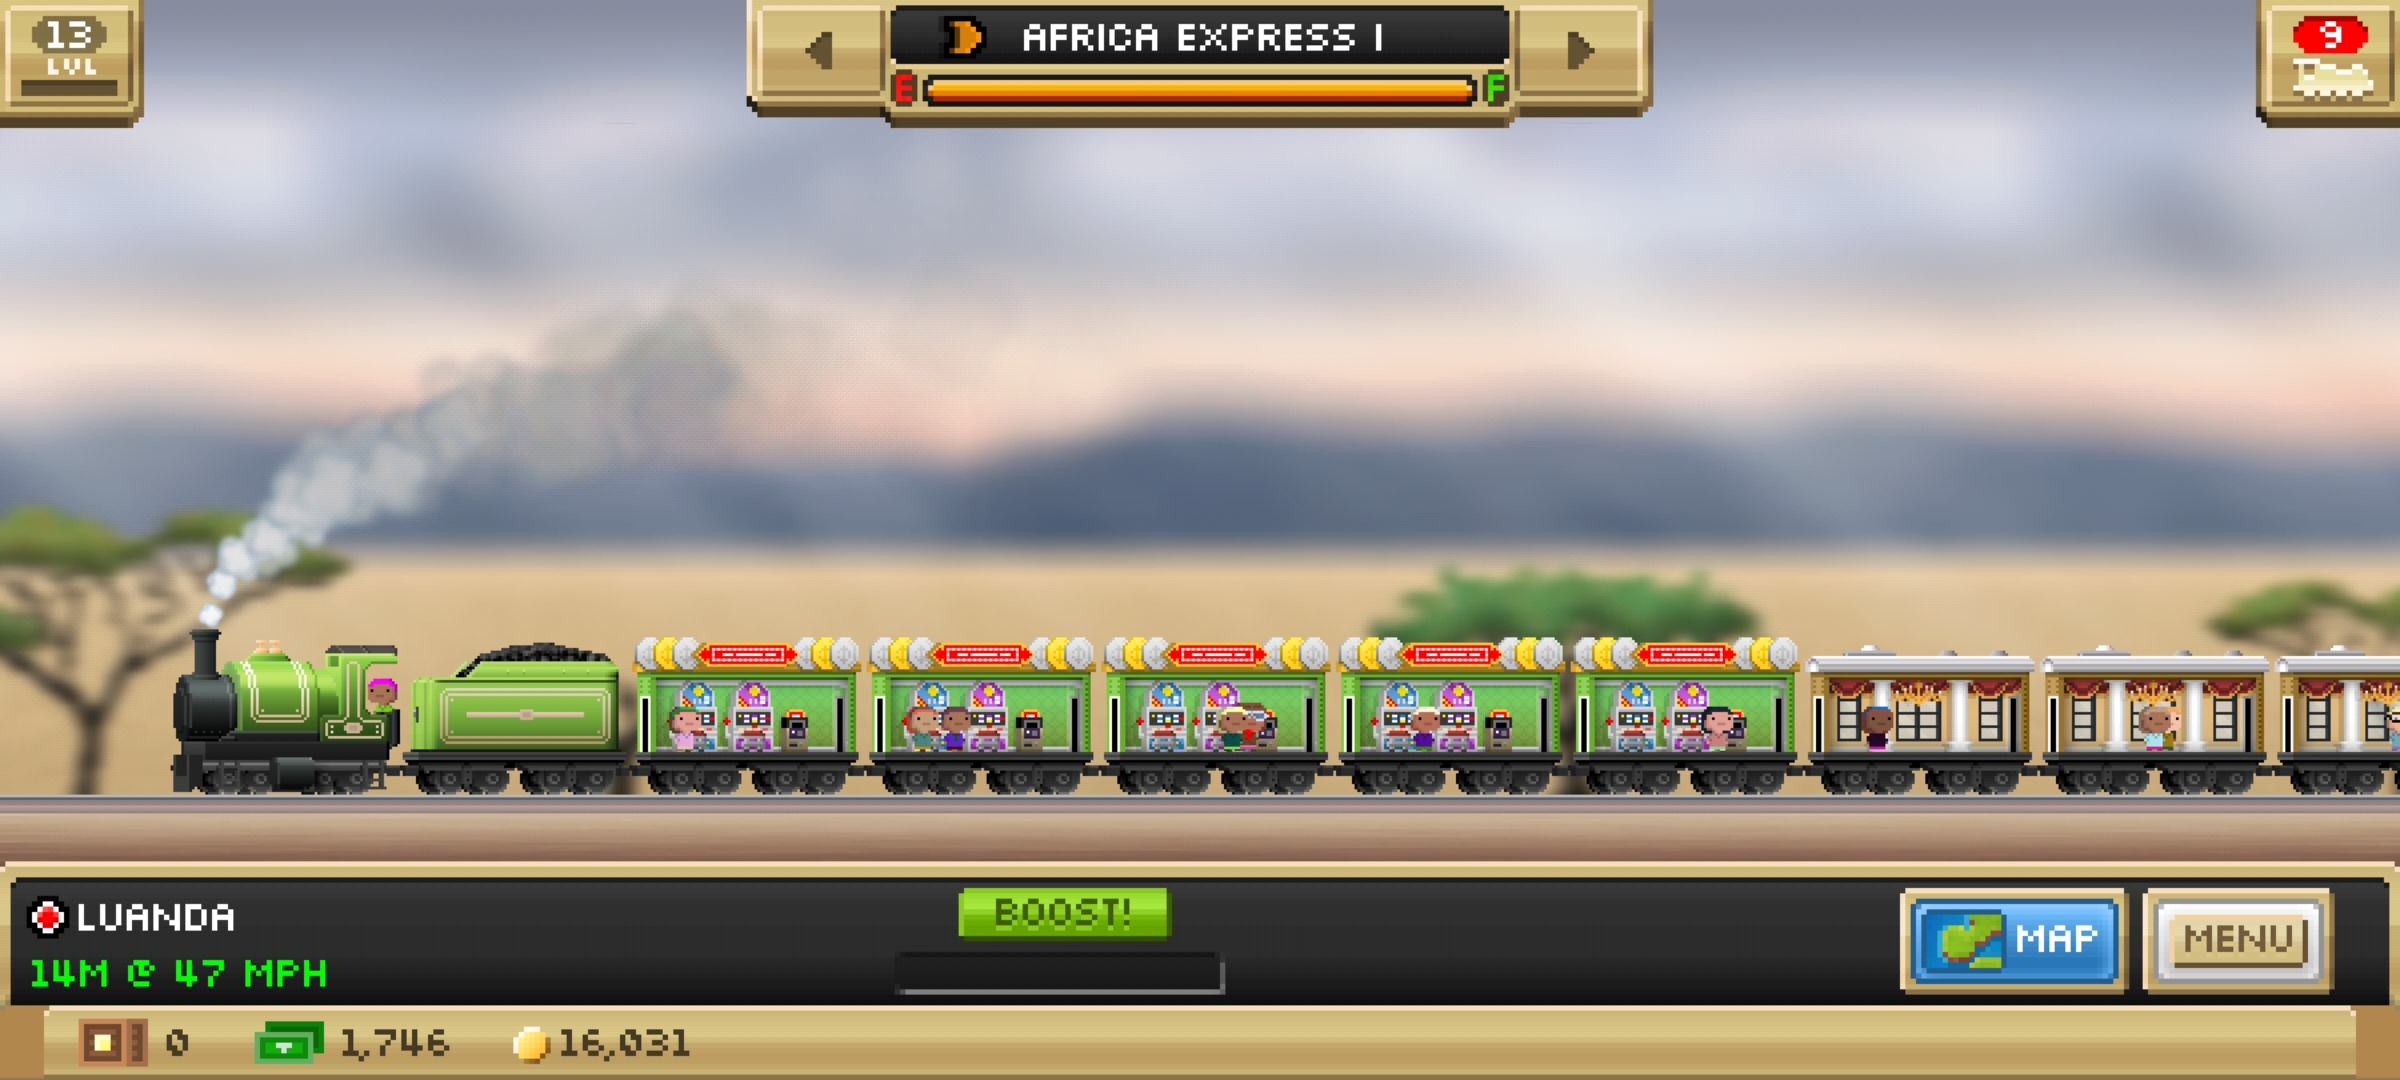 13
LVL
AFRICA EXPRESS I
E
F
9
LUANDA
14M @ 47 MPH
BOOST!
MAP
MENU
0
1,746
16,031